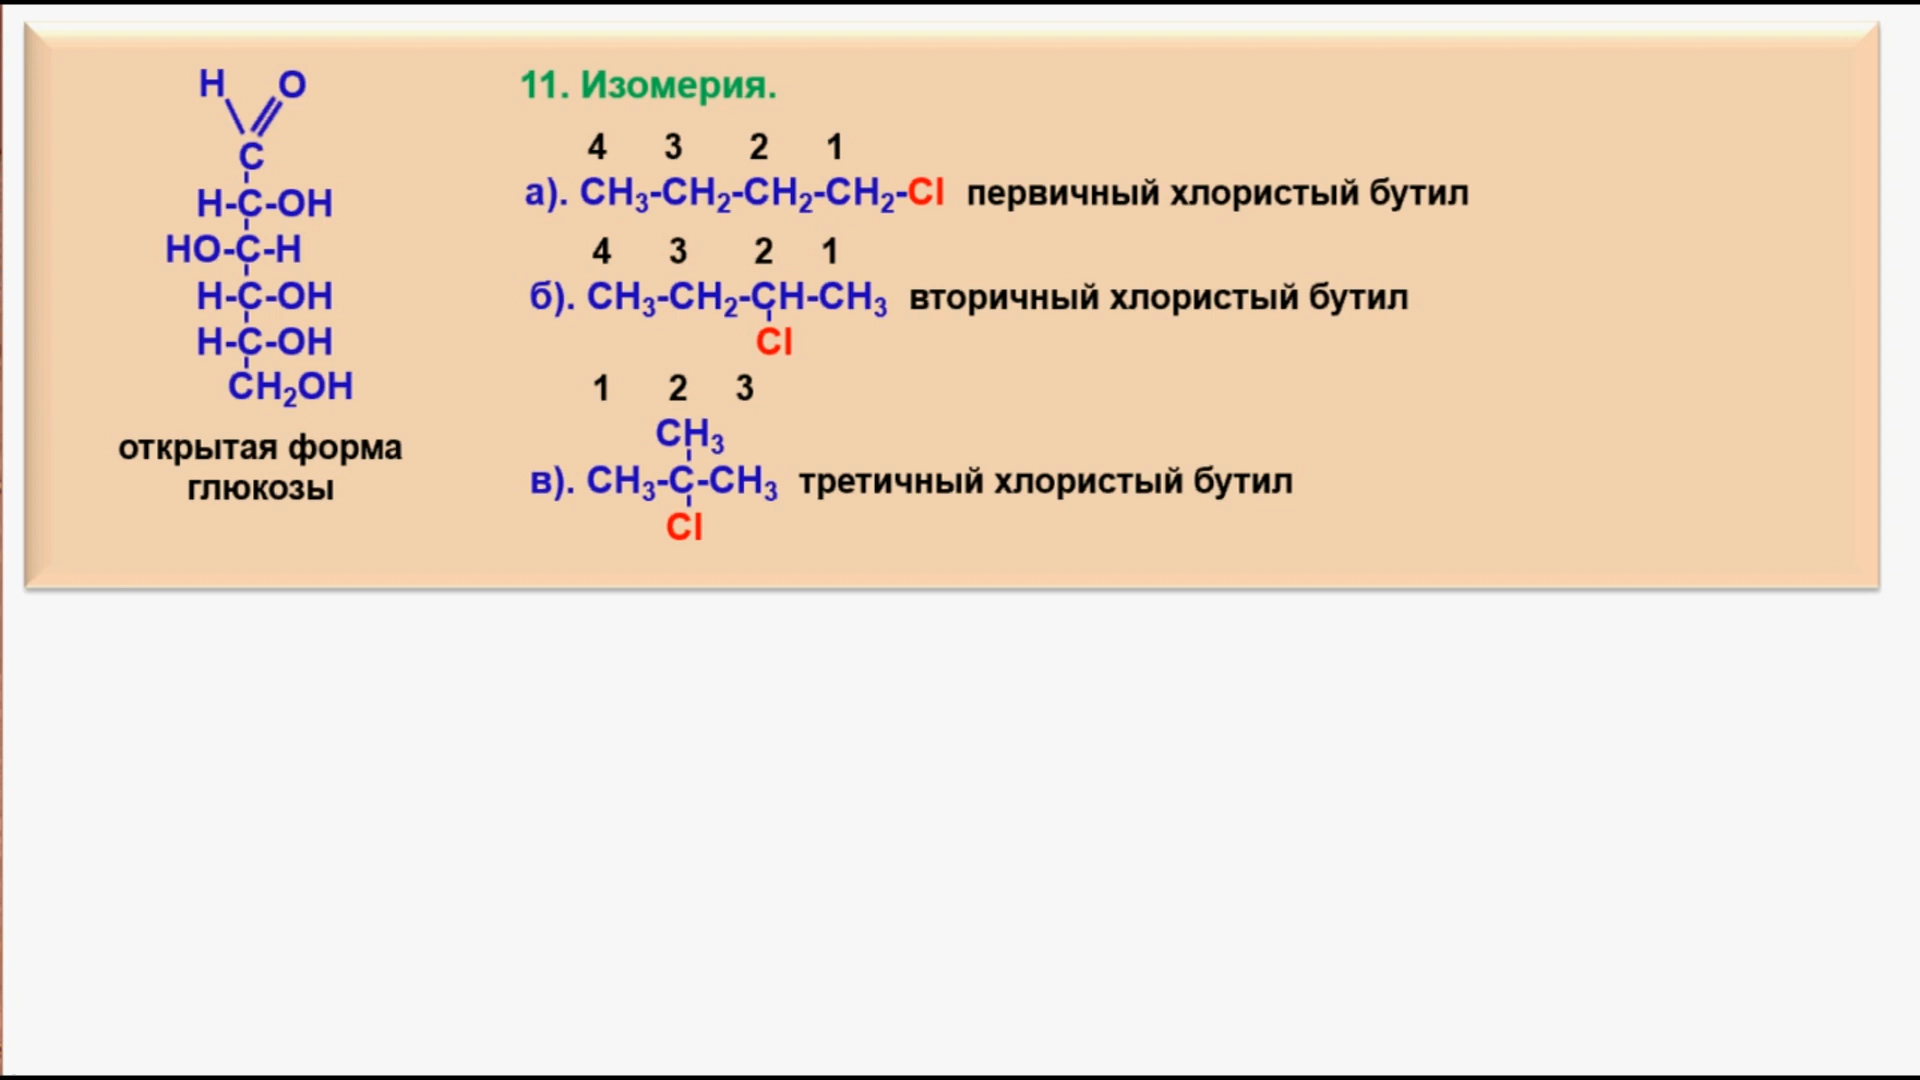 H O
C
H-C-OH
HO-C-H
H-C-OH
H-C-OH
CH₂OH
открытая форма
глюкозы
11. Изомерия.
4 3 2 1
а). CH₃-CH₂-CH₂-CH₂-Cl первичный хлористый бутил
4 3 2 1
б). CH₃-CH₂-CH-CH₃ вторичный хлористый бутил
Cl
1 2 3
CH₃
в). CH₃-C-CH₃ третичный хлористый бутил
Cl